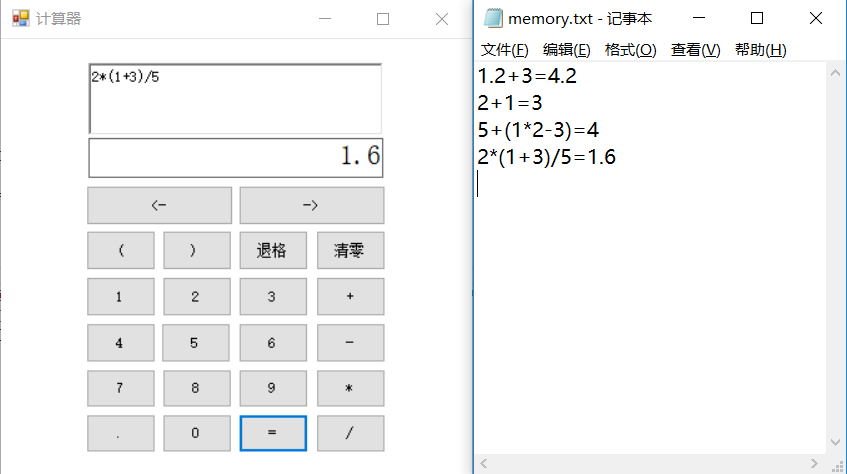 计算器
2*(1+3)/5
1.6
<- ->
( ) 退格 清零
1 2 3 +
4 5 6 -
7 8 9 *
. 0 = /
memory.txt - 记事本
文件(F) 编辑(E) 格式(O) 查看(V) 帮助(H)
1.2+3=4.2
2+1=3
5+(1*2-3)=4
2*(1+3)/5=1.6